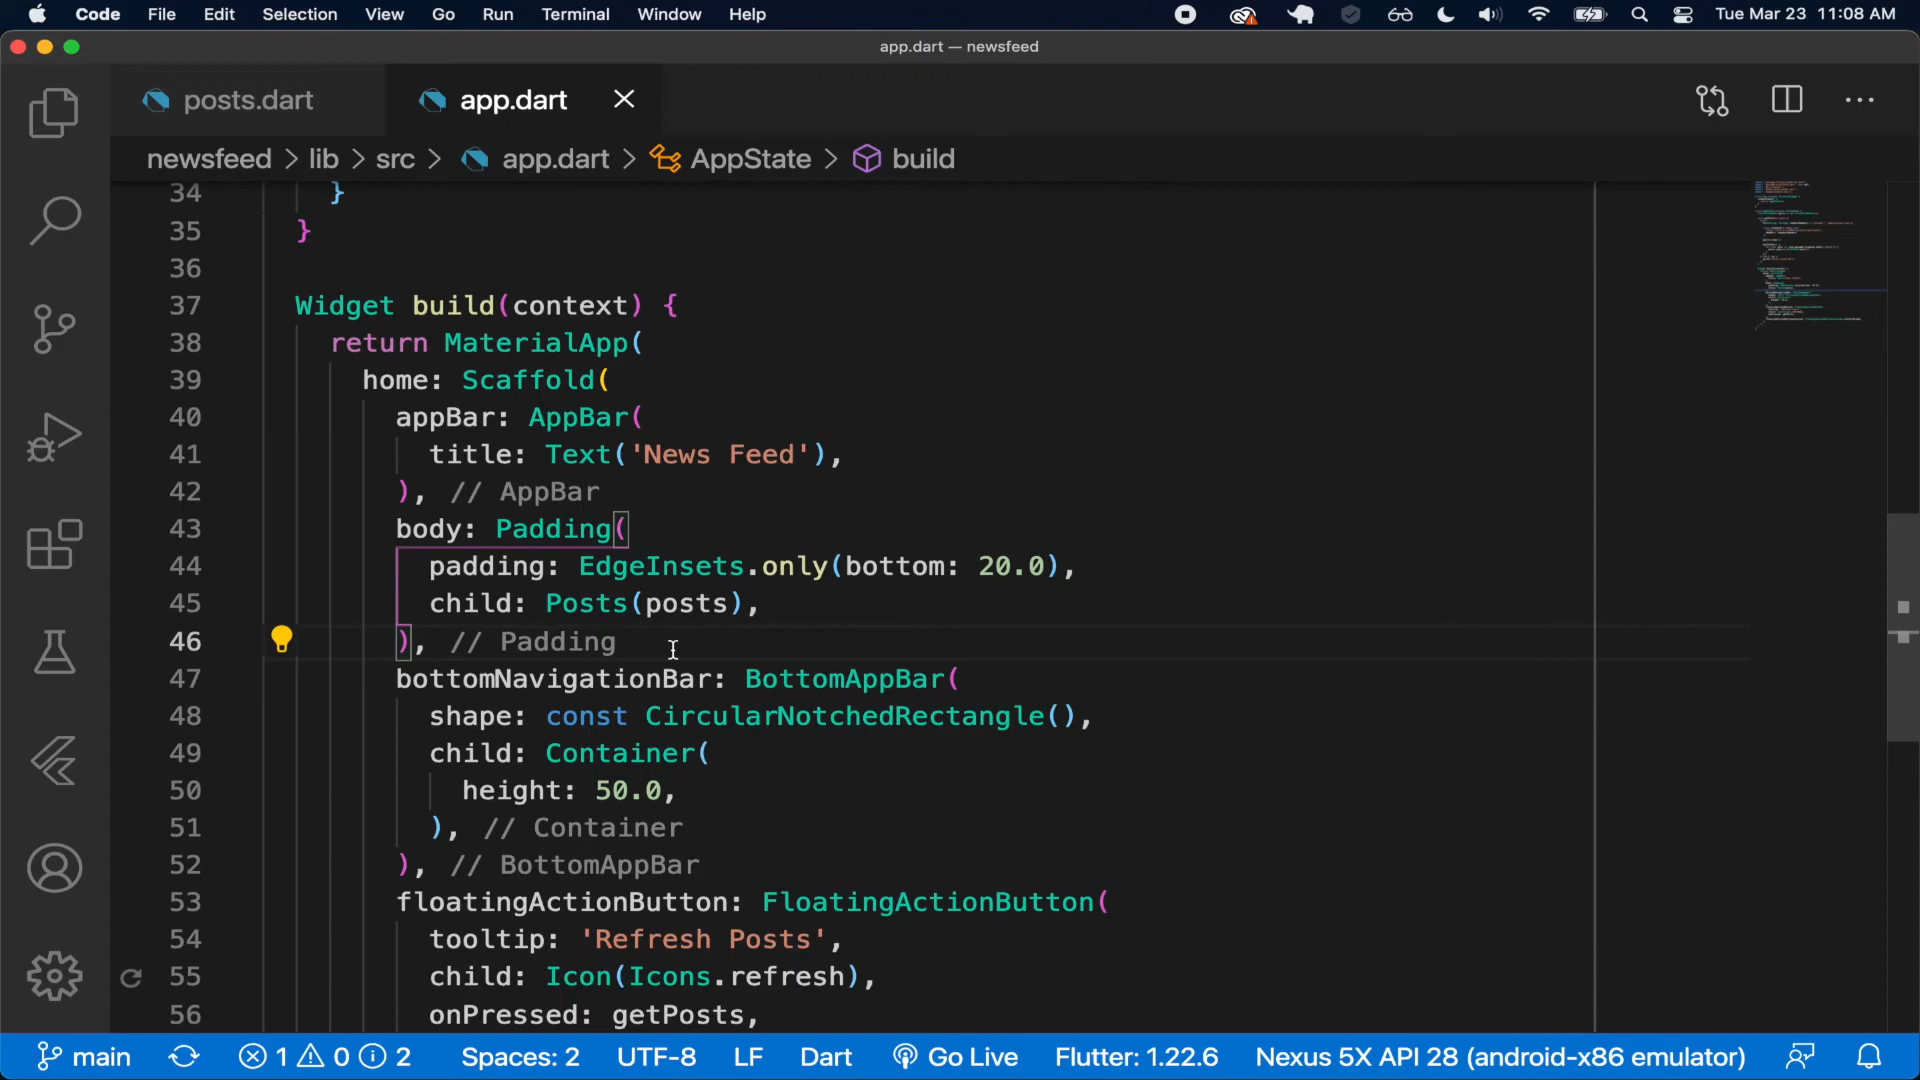 Code File Edit Selection View Go Run Terminal Window Help Tue Mar 23 11:08 AM
app.dart — newsfeed
posts.dart app.dart
newsfeed > lib > src > app.dart > AppState > build
34 }
35 }
36
37 Widget build(context) {
38 return MaterialApp(
39 home: Scaffold(
40 appBar: AppBar(
41 title: Text('News Feed'),
42 ), // AppBar
43 body: Padding(
44 padding: EdgeInsets.only(bottom: 20.0),
45 child: Posts(posts),
46 ), // Padding
47 bottomNavigationBar: BottomAppBar(
48 shape: const CircularNotchedRectangle(),
49 child: Container(
50 height: 50.0,
51 ), // Container
52 ), // BottomAppBar
53 floatingActionButton: FloatingActionButton(
54 tooltip: 'Refresh Posts',
55 child: Icon(Icons.refresh),
56 onPressed: getPosts,
main 1 0 2 Spaces: 2 UTF-8 LF Dart Go Live Flutter: 1.22.6 Nexus 5X API 28 (android-x86 emulator)